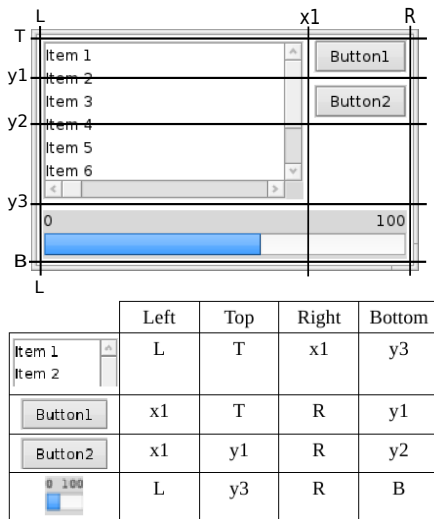 L x1 R
T
Item 1 Button1
y1
Item 2
Item 3 Button2
y2 Item 4
Item 5
Item 6
y3
0 100
B
L
Left Top Right Bottom
Item 1 L T x1 y3
Item 2
Button1 x1 T R y1
Button2 x1 y1 R y2
0 100 L y3 R B